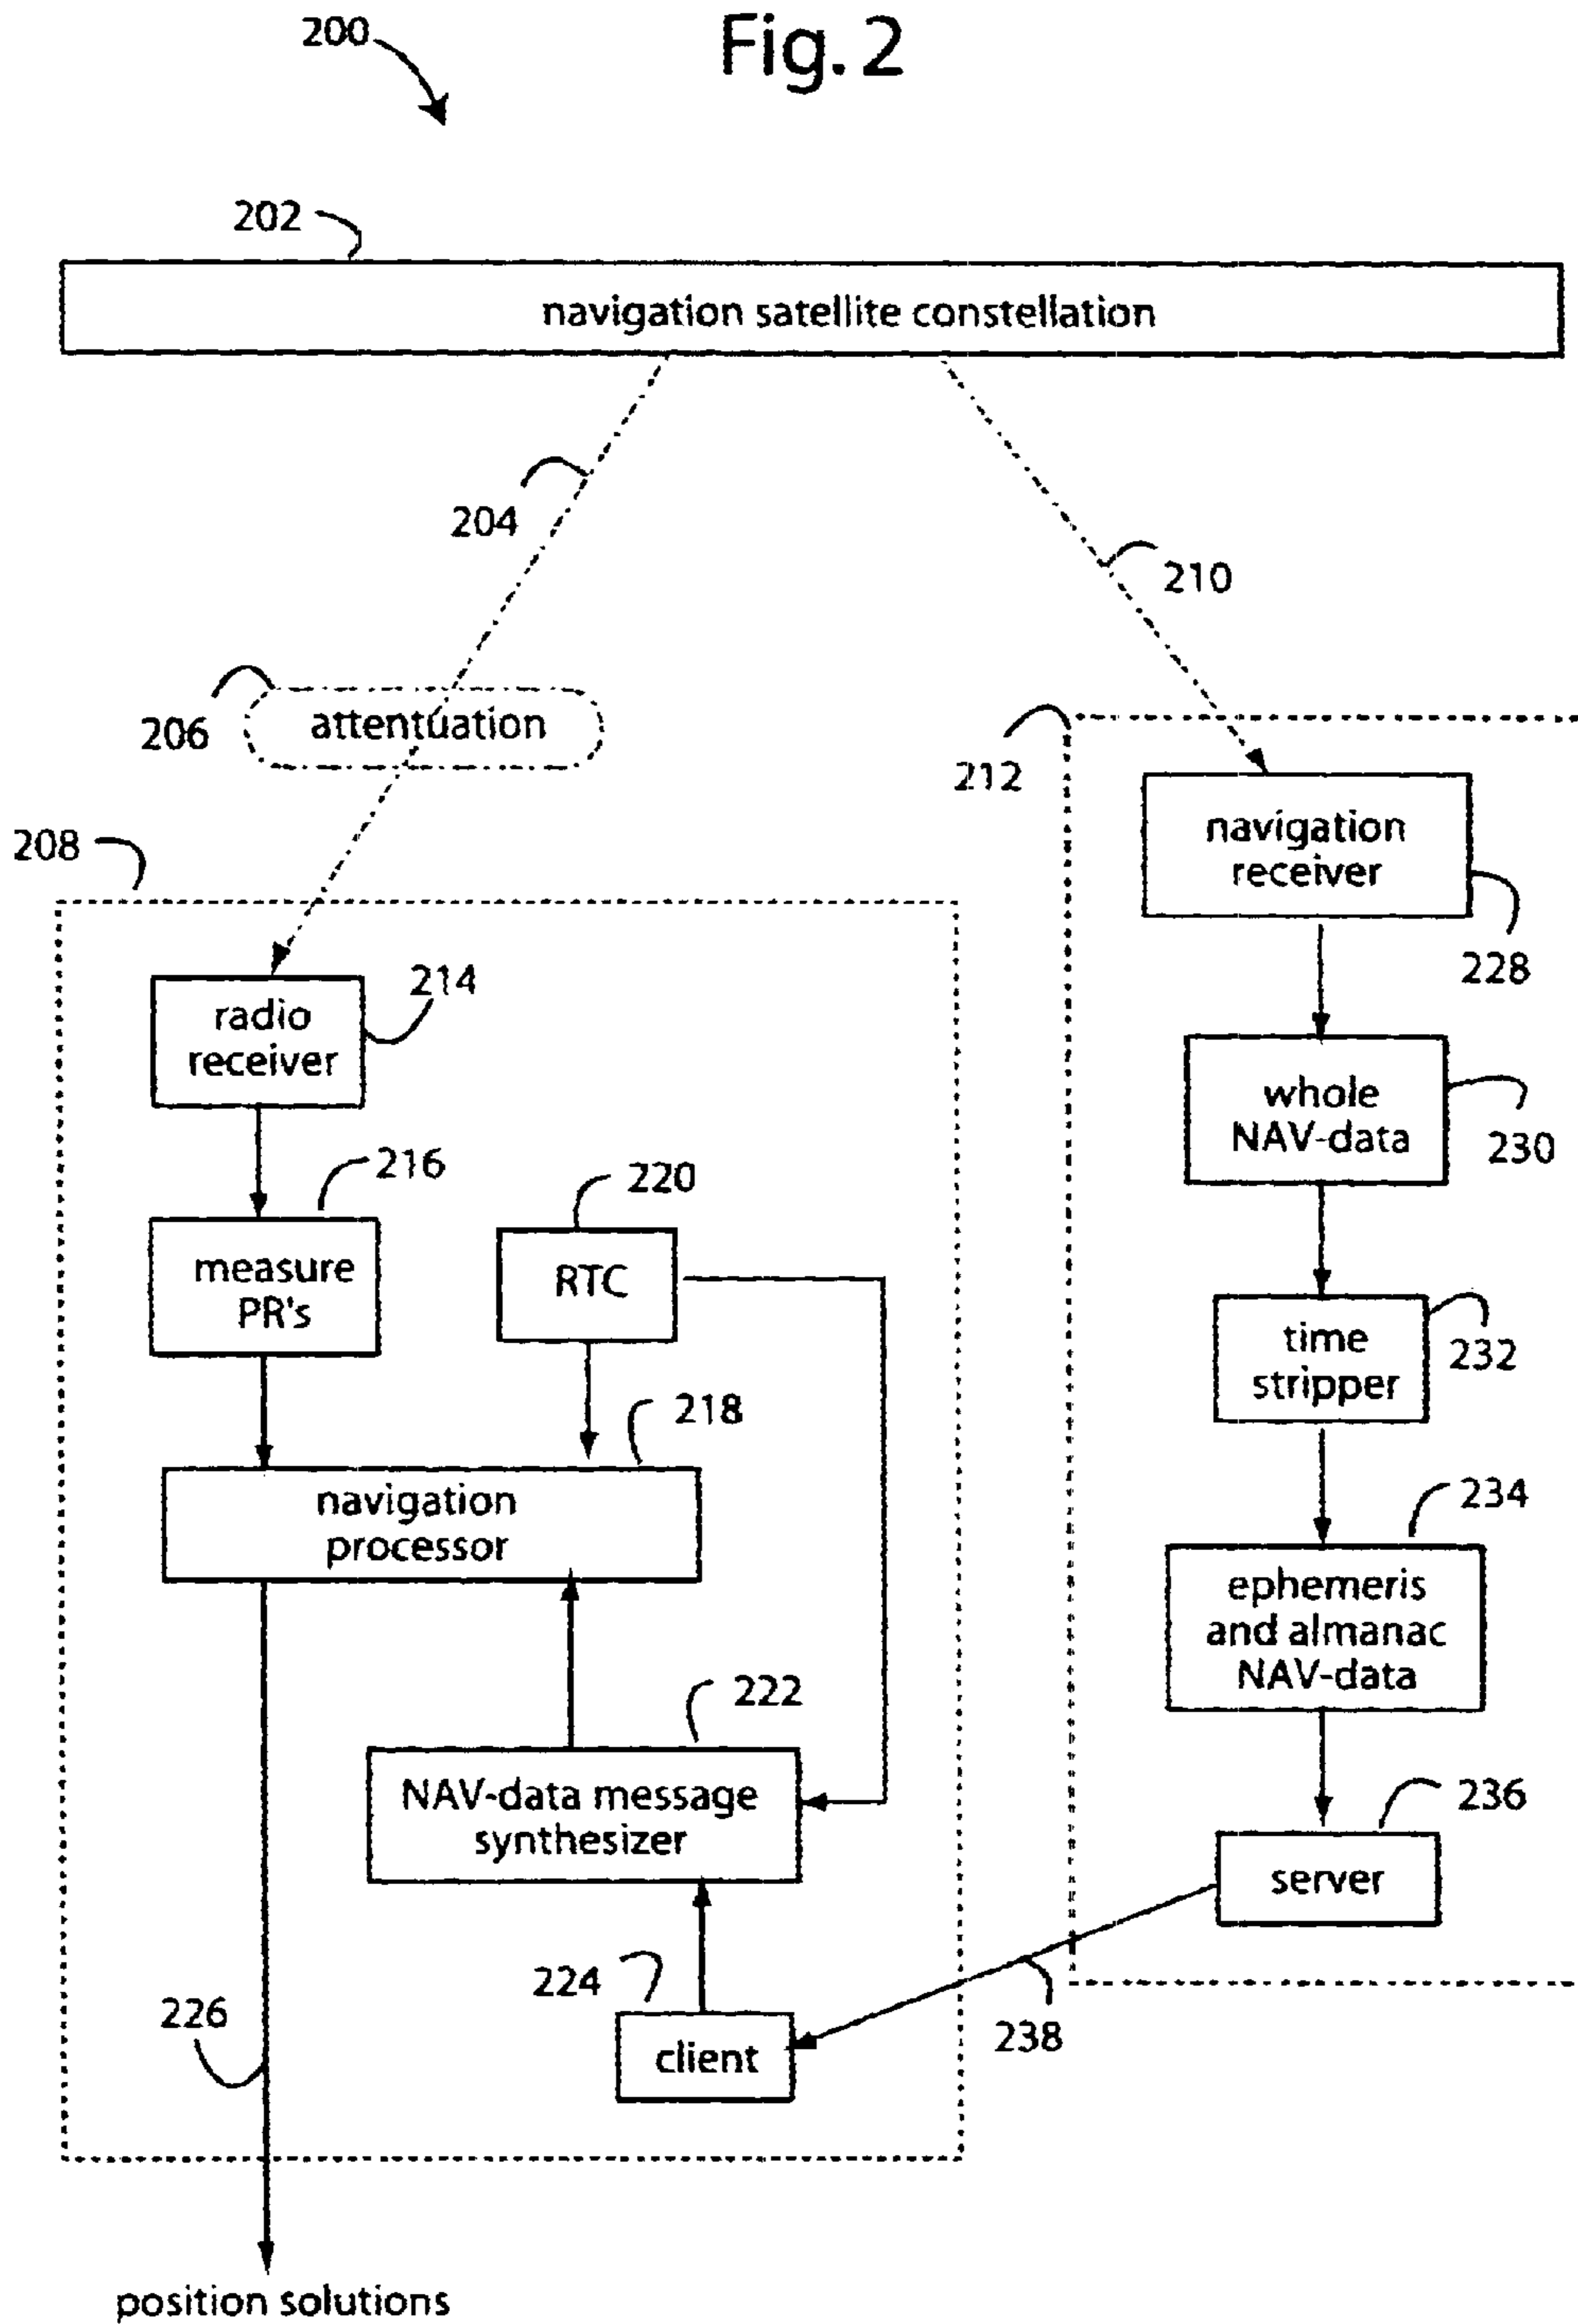 Fig. 2
200
202
navigation satellite constellation
204
210
206
attentuation
212
208
navigation
receiver
228
214
radio
receiver
whole
NAV-data
230
216
220
measure
PR's
RTC
time
stripper
232
218
navigation
processor
234
ephemeris
and almanac
NAV-data
222
NAV-data message
synthesizer
236
server
224
client
226
238
position solutions